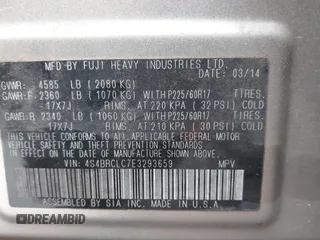 MFD. BY FUJI HEAVY INDUSTRIES LTD.
DATE: 03/14
GVWR: 4585 LB ( 2080 KG)
GAWR:F 2360 LB ( 1070 KG) WITH P225/60R17 TIRES.
17X7J RIMS, AT 220 KPA ( 32 PSI) COLD
GAWR:R 2340 LB ( 1060 KG) WITH P225/60R17 TIRES.
17X7J RIMS, AT 210 KPA ( 30 PSI) COLD
THIS VEHICLE CONFORMS TO ALL APPLICABLE
FEDERAL MOTOR VEHICLE SAFETY
STANDARDS IN EFFECT ON THE DATE OF
MANUFACTURE SHOWN ABOVE.
VIN: 4S4BRCLC7E3293659 MPV
ASSEMBLED BY SIA INC. MADE IN U.S.A.
DREAMBID